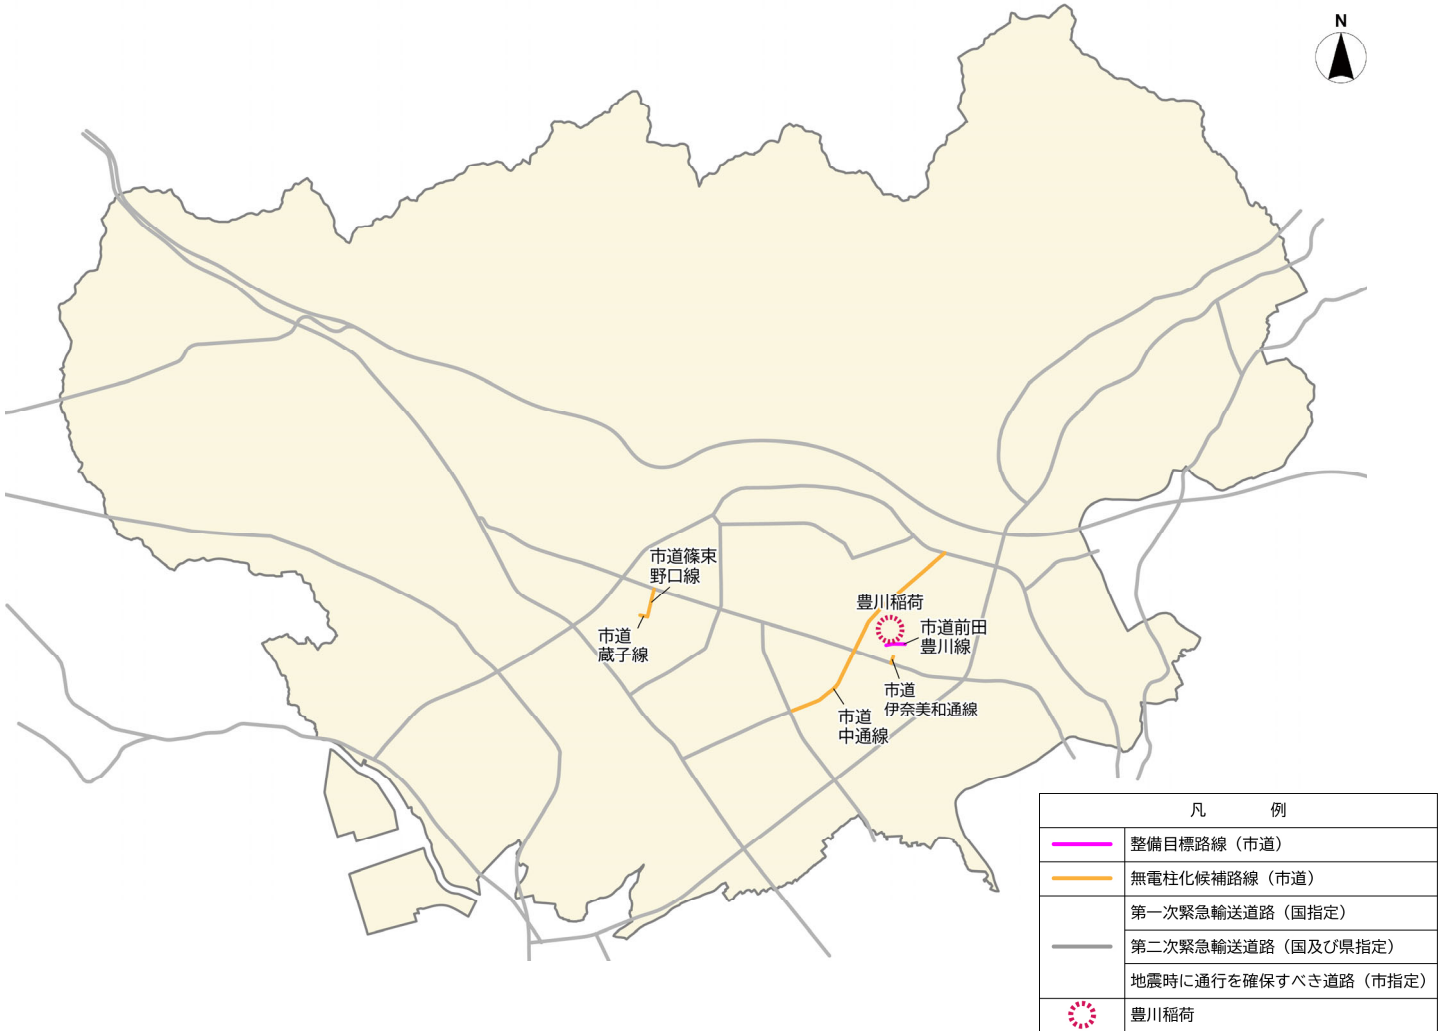 N
市道篠束
野口線
市道
蔵子線
豊川稲荷
市道前田
豊川線
市道
伊奈美和通線
市道
中通線
凡 例
整備目標路線（市道）
無電柱化候補路線（市道）
第一次緊急輸送道路（国指定）
第二次緊急輸送道路（国及び県指定）
地震時に通行を確保すべき道路（市指定）
豊川稲荷